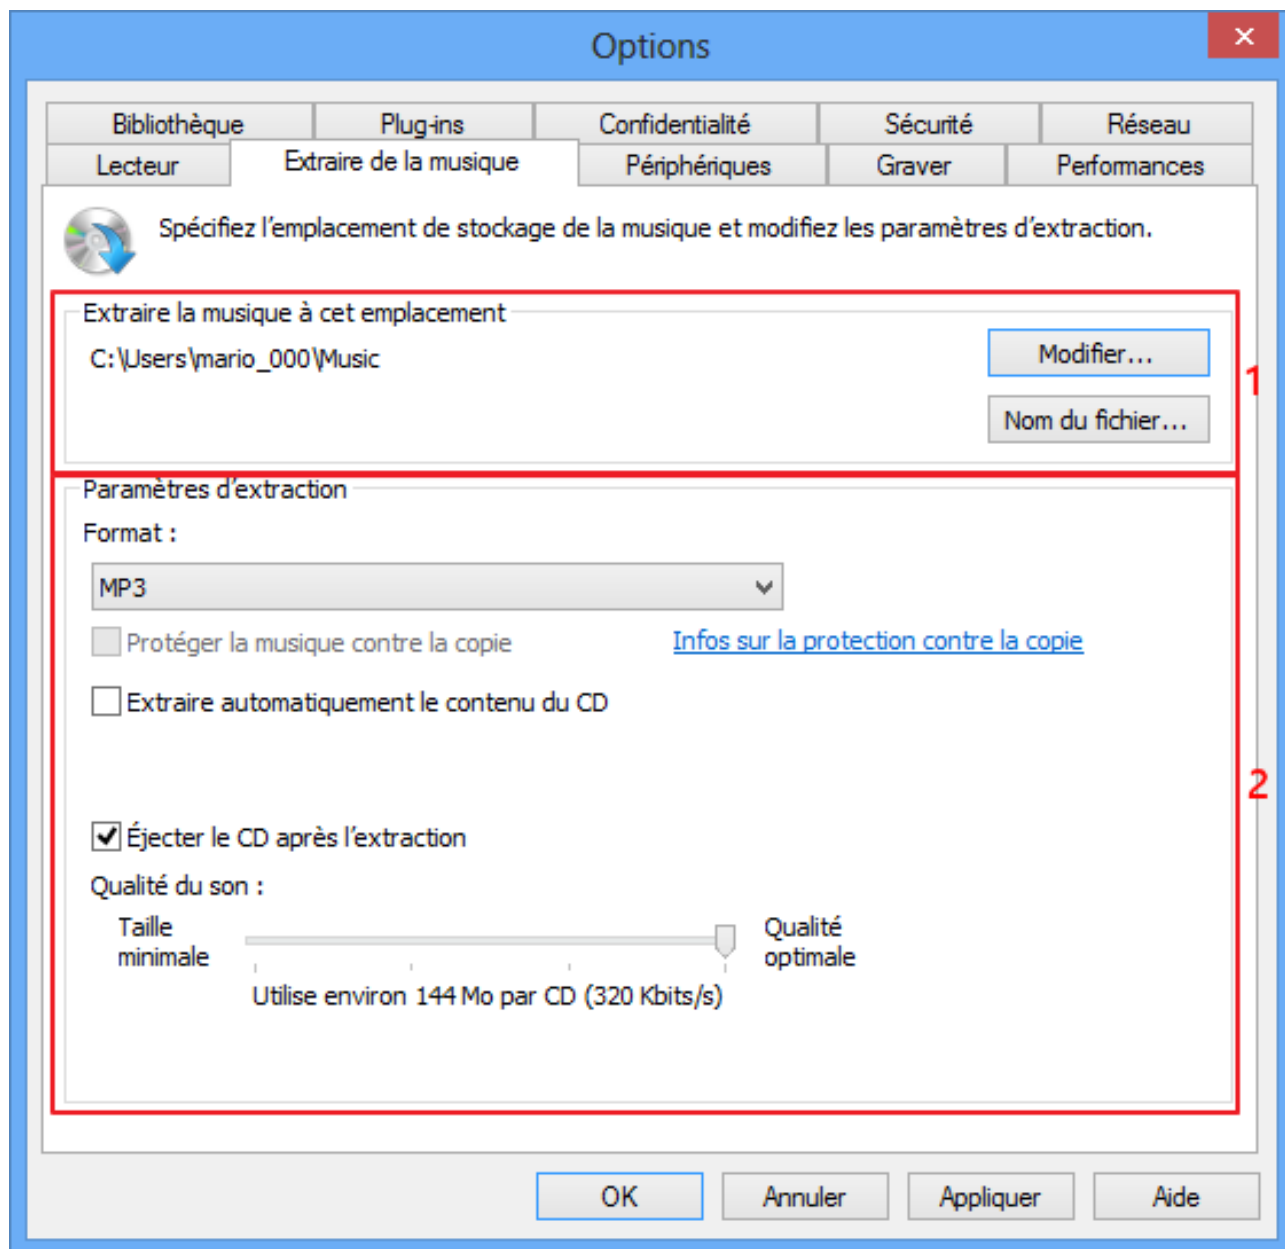 Options
Bibliothèque Plug-ins Confidentialité Sécurité Réseau
Lecteur Extraire de la musique Périphériques Graver Performances
Spécifiez l'emplacement de stockage de la musique et modifiez les paramètres d'extraction.
Extraire la musique à cet emplacement
C:\Users\mario_000\Music
Modifier...
1
Nom du fichier...
Paramètres d'extraction
Format :
MP3
Protéger la musique contre la copie Infos sur la protection contre la copie
Extraire automatiquement le contenu du CD
2
Éjecter le CD après l'extraction
Qualité du son :
Taille
minimale
Qualité
optimale
Utilise environ 144 Mo par CD (320 Kbits/s)
OK Annuler Appliquer Aide